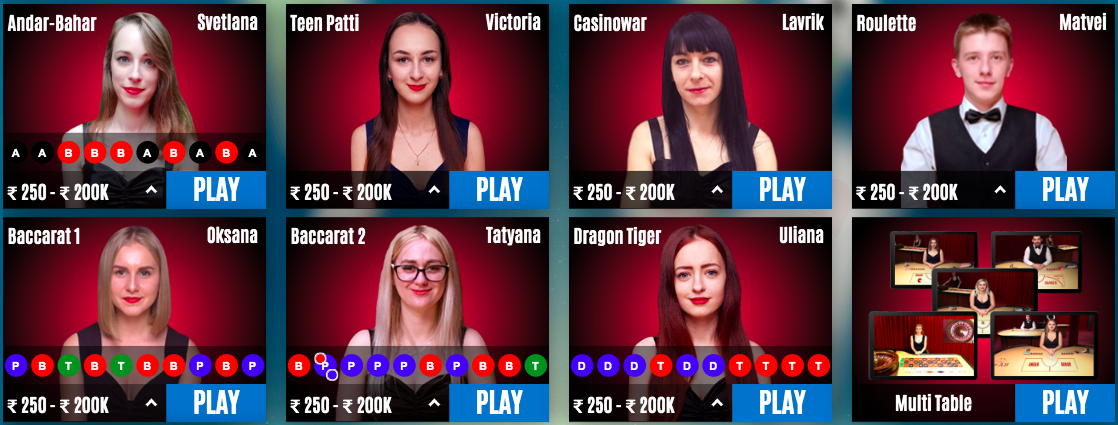 Andar-Bahar Svetlana
A A B B B A B A B A
₹ 250 - ₹ 200K PLAY
Teen Patti Victoria
₹ 250 - ₹ 200K PLAY
Casinowar Lavrik
₹ 250 - ₹ 200K PLAY
Roulette Matvei
₹ 250 - ₹ 200K PLAY
Baccarat 1 Oksana
P B T B T B B P B P
₹ 250 - ₹ 200K PLAY
Baccarat 2 Tatyana
B P P P P B P B B T
₹ 250 - ₹ 200K PLAY
Dragon Tiger Uliana
D D D T D D T T T T
₹ 250 - ₹ 200K PLAY
Multi Table PLAY